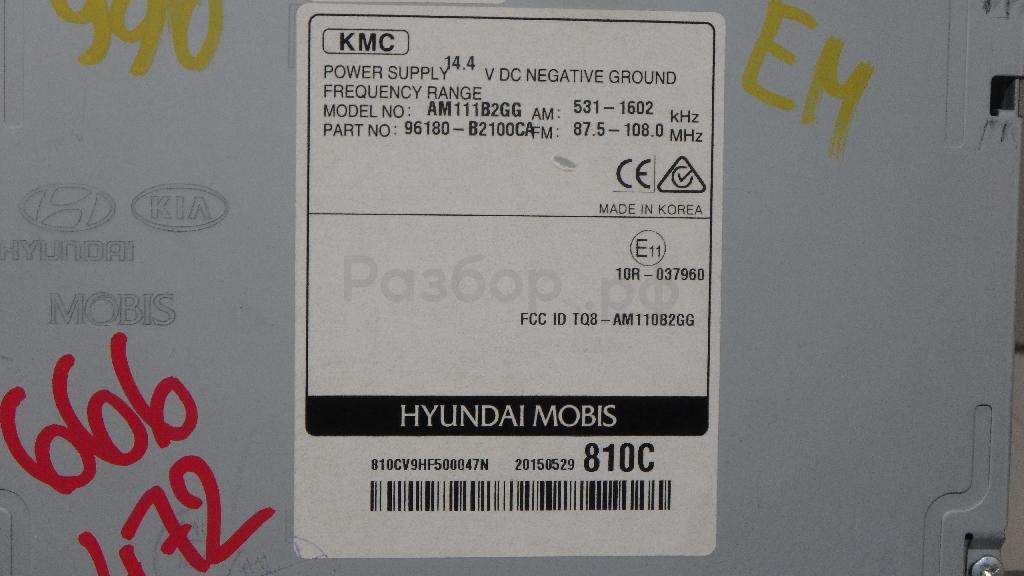 990
EM
KMC
POWER SUPPLY 14.4 V DC NEGATIVE GROUND
FREQUENCY RANGE
MODEL NO: AM111B2GG AM: 531-1602 kHz
PART NO: 96180-B2100CA FM: 87.5-108.0 MHz
CE
MADE IN KOREA
KIA
HYUNDAI
MOBIS
E11
10R-037960
Разбор.рф
FCC ID TQ8-AM110B2GG
HYUNDAI MOBIS
810CV9HF500047N 20150529 810C
666
472